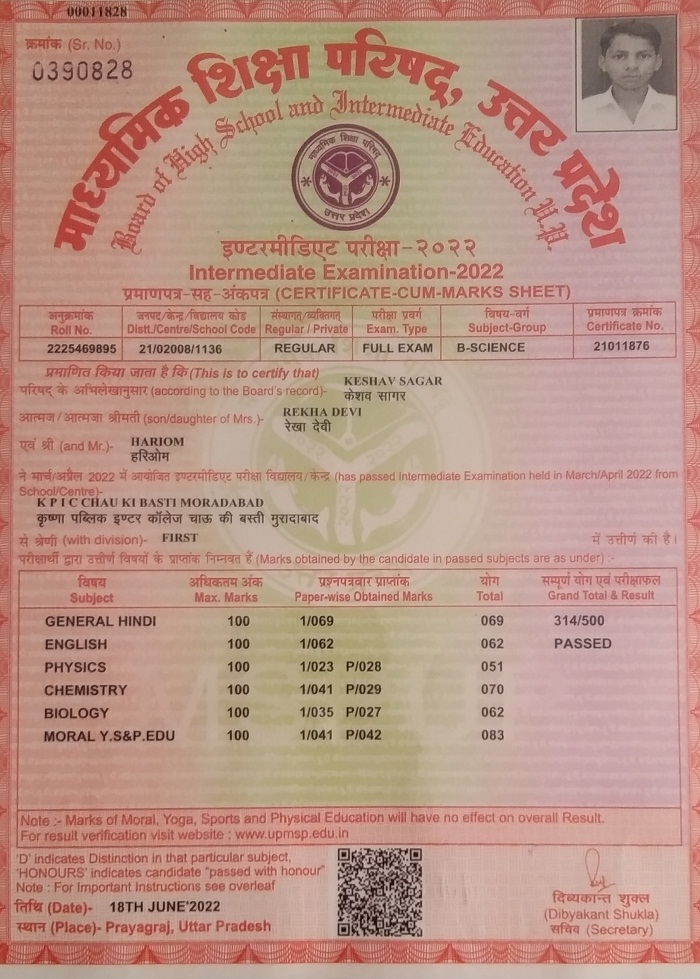 00011828
क्रमांक (Sr. No.)
0390828
माध्यमिक शिक्षा परिषद्, उत्तर प्रदेश
Board of High School and Intermediate Education U.P.
माध्यमिक शिक्षा परिषद्
उत्तर प्रदेश
इण्टरमीडिएट परीक्षा-२०२२
Intermediate Examination-2022
प्रमाणपत्र-सह-अंकपत्र (CERTIFICATE-CUM-MARKS SHEET)
अनुक्रमांक जनपद/केन्द्र/विद्यालय कोड संस्थागत/व्यक्तिगत् परीक्षा प्रवर्ग विषय-वर्ग प्रमाणपत्र क्रमांक
Roll No. Distt./Centre/School Code Regular / Private Exam. Type Subject-Group Certificate No.
2225469895 21/02008/1136 REGULAR FULL EXAM B-SCIENCE 21011876
प्रमाणित किया जाता है कि (This is to certify that)
KESHAV SAGAR
परिषद् के अभिलेखानुसार (according to the Board's record)- केशव सागर
REKHA DEVI
आत्मज/आत्मजा श्रीमती (son/daughter of Mrs.)- रेखा देवी
एवं श्री (and Mr.)- HARIOM
हरिओम
ने मार्च/अप्रैल 2022 में आयोजित इण्टरमीडिएट परीक्षा विद्यालय/केन्द्र (has passed Intermediate Examination held in March/April 2022 from
School/Centre)-
K P I C CHAU KI BASTI MORADABAD
कृष्णा पब्लिक इण्टर कॉलेज चाऊ की बस्ती मुरादाबाद
से श्रेणी (with division)- FIRST में उत्तीर्ण की है।
परीक्षार्थी द्वारा उत्तीर्ण विषयों के प्राप्तांक निम्नवत् हैं (Marks obtained by the candidate in passed subjects are as under) :-
विषय अधिकतम अंक प्रश्नपत्रवार प्राप्तांक योग सम्पूर्ण योग एवं परीक्षाफल
Subject Max. Marks Paper-wise Obtained Marks Total Grand Total & Result
GENERAL HINDI 100 1/069 069 314/500
ENGLISH 100 1/062 062 PASSED
PHYSICS 100 1/023 P/028 051
CHEMISTRY 100 1/041 P/029 070
BIOLOGY 100 1/035 P/027 062
MORAL Y.S&P.EDU 100 1/041 P/042 083
Note :- Marks of Moral, Yoga, Sports and Physical Education will have no effect on overall Result.
For result verification visit website : www.upmsp.edu.in
'D' indicates Distinction in that particular subject,
'HONOURS' indicates candidate "passed with honour"
Note : For Important Instructions see overleaf
तिथि (Date)- 18TH JUNE'2022
स्थान (Place)- Prayagraj, Uttar Pradesh
दिब्यकान्त शुक्ल
(Dibyakant Shukla)
सचिव (Secretary)